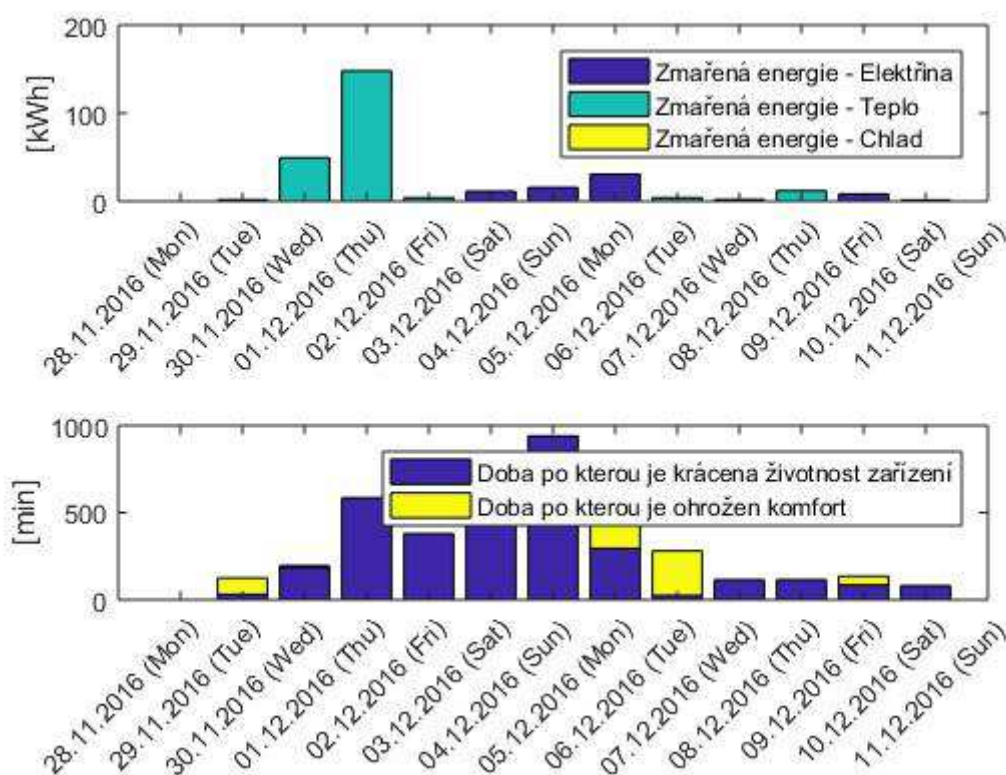 200
[kWh]
100
0
Zmařená energie - Elektřina
Zmařená energie - Teplo
Zmařená energie - Chlad
28.11.2016 (Mon)
29.11.2016 (Tue)
30.11.2016 (Wed)
01.12.2016 (Thu)
02.12.2016 (Fri)
03.12.2016 (Sat)
04.12.2016 (Sun)
05.12.2016 (Mon)
06.12.2016 (Tue)
07.12.2016 (Wed)
08.12.2016 (Thu)
09.12.2016 (Fri)
10.12.2016 (Sat)
11.12.2016 (Sun)
1000
[min]
500
0
Doba po kterou je krácena životnost zařízení
Doba po kterou je ohrožen komfort
28.11.2016 (Mon)
29.11.2016 (Tue)
30.11.2016 (Wed)
01.12.2016 (Thu)
02.12.2016 (Fri)
03.12.2016 (Sat)
04.12.2016 (Sun)
05.12.2016 (Mon)
06.12.2016 (Tue)
07.12.2016 (Wed)
08.12.2016 (Thu)
09.12.2016 (Fri)
10.12.2016 (Sat)
11.12.2016 (Sun)